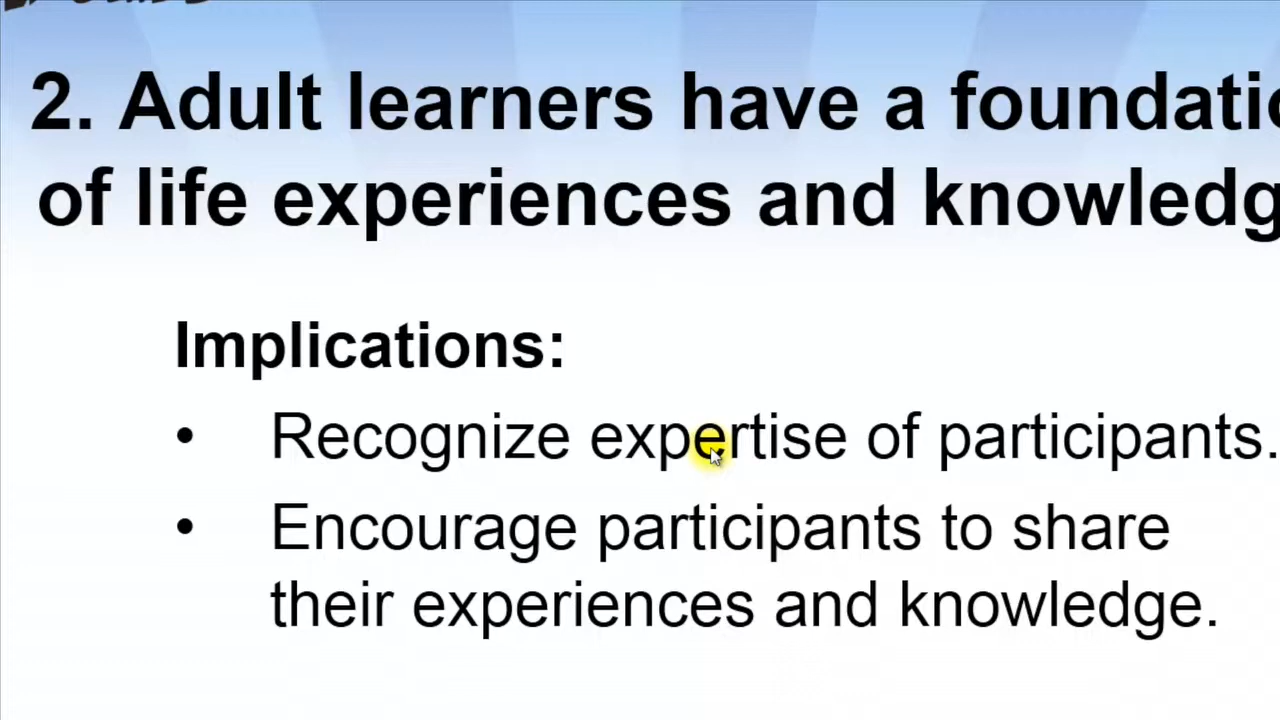 2. Adult learners have a foundatio
of life experiences and knowledg
Implications:
• Recognize expertise of participants.
• Encourage participants to share
their experiences and knowledge.